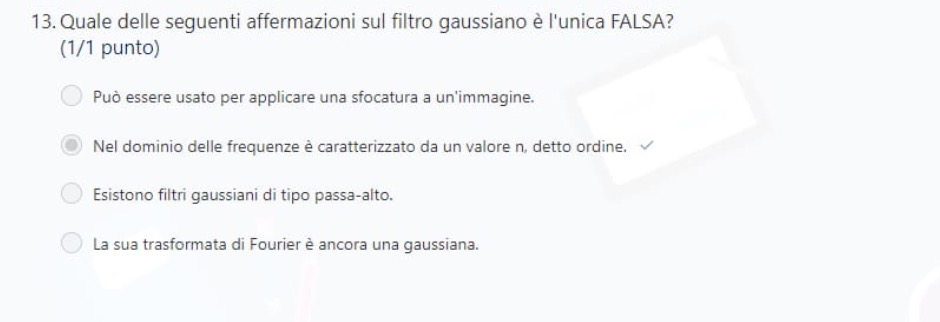 13. Quale delle seguenti affermazioni sul filtro gaussiano è l'unica FALSA?
(1/1 punto)
Può essere usato per applicare una sfocatura a un'immagine.
Nel dominio delle frequenze è caratterizzato da un valore n, detto ordine.
Esistono filtri gaussiani di tipo passa-alto.
La sua trasformata di Fourier è ancora una gaussiana.